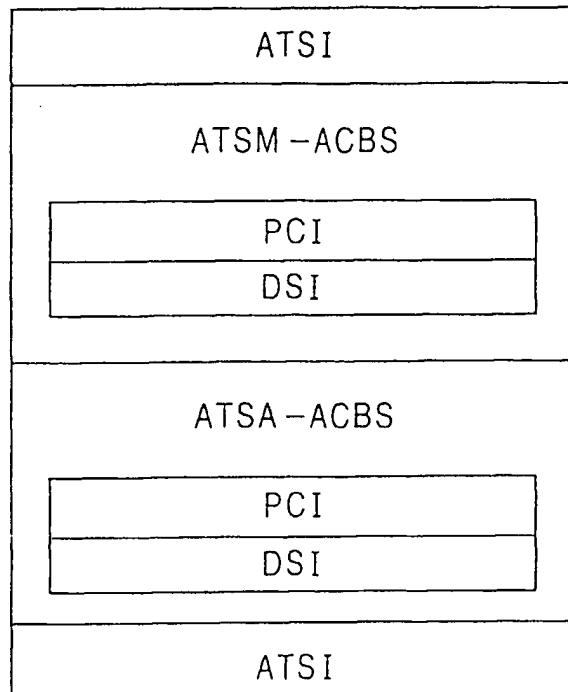 ATSI
ATSM-ACBS
PCI
DSI
ATSA-ACBS
PCI
DSI
ATSI